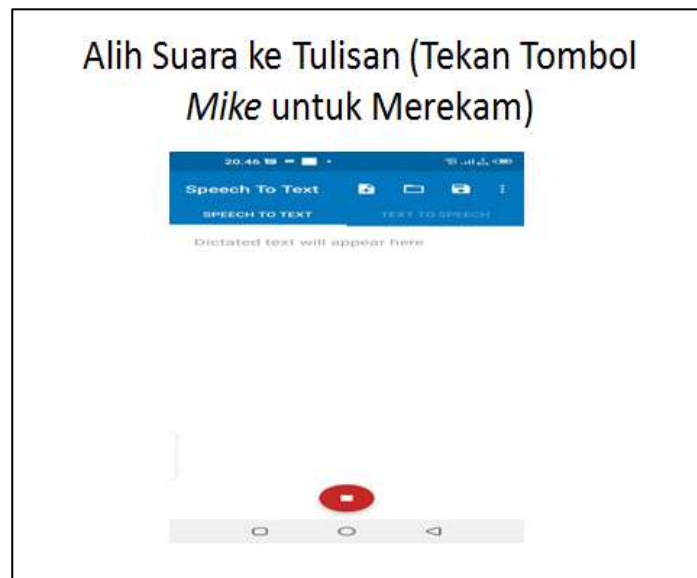 Alih Suara ke Tulisan (Tekan Tombol
Mike untuk Merekam)
20.46
Speech To Text
SPEECH TO TEXT TEXT TO SPEECH
Dictated text will appear here